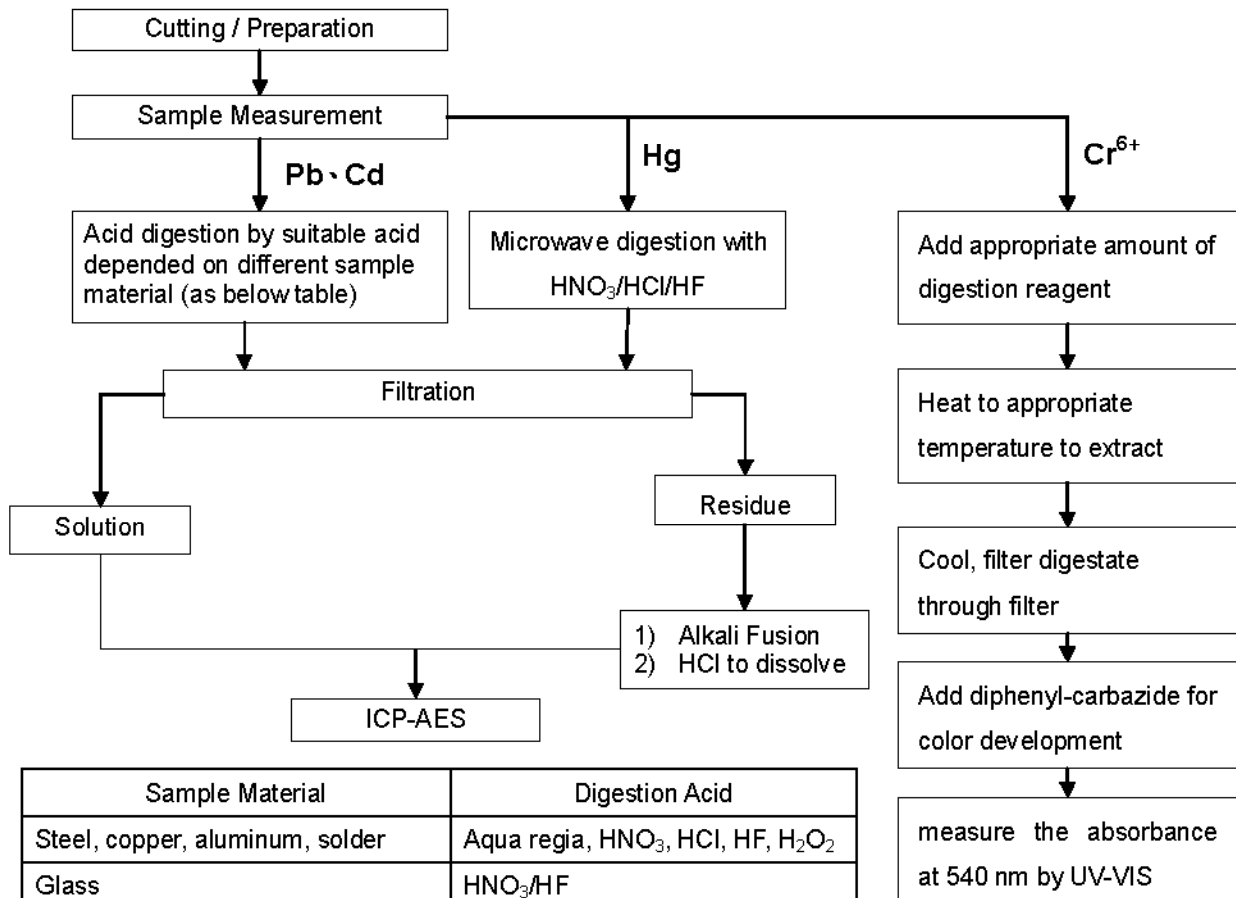 Cutting / Preparation
Sample Measurement
Pb、Cd
Hg
Cr⁶⁺
Acid digestion by suitable acid
depended on different sample
material (as below table)
Microwave digestion with
HNO₃/HCl/HF
Add appropriate amount of
digestion reagent
Filtration
Heat to appropriate
temperature to extract
Solution
Residue
Cool, filter digestate
through filter
1) Alkali Fusion
2) HCl to dissolve
ICP-AES
Add diphenyl-carbazide for
color development
measure the absorbance
at 540 nm by UV-VIS
Sample Material Digestion Acid
Steel, copper, aluminum, solder Aqua regia, HNO₃, HCl, HF, H₂O₂
Glass HNO₃/HF